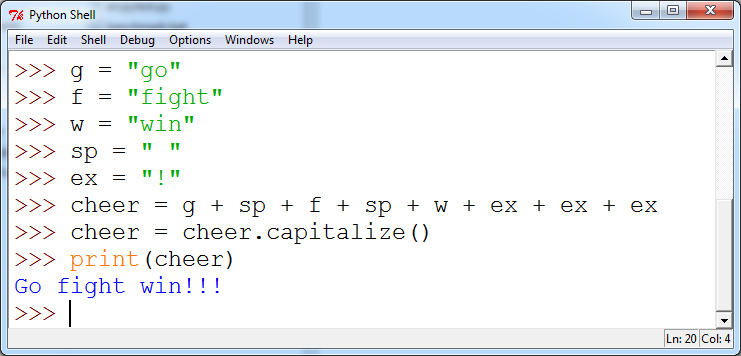 Python Shell
File Edit Shell Debug Options Windows Help
>>> g = "go"
>>> f = "fight"
>>> w = "win"
>>> sp = " "
>>> ex = "!"
>>> cheer = g + sp + f + sp + w + ex + ex + ex
>>> cheer = cheer.capitalize()
>>> print(cheer)
Go fight win!!!
>>>
Ln: 20 Col: 4